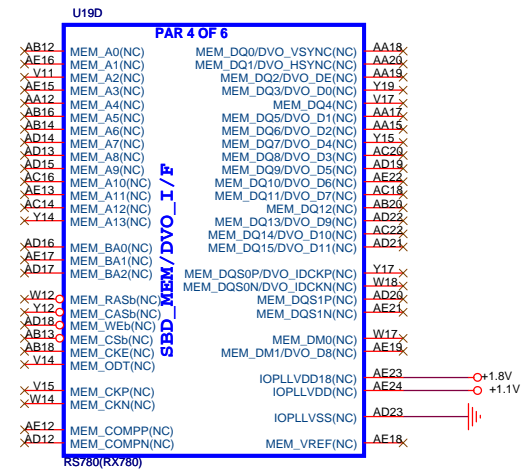 U19D
PAR 4 OF 6
AB12 MEM_A0(NC) MEM_DQ0/DVO_VSYNC(NC) AA18
AE16 MEM_A1(NC) MEM_DQ1/DVO_HSYNC(NC) AA20
V11 MEM_A2(NC) MEM_DQ2/DVO_DE(NC) AA19
AE15 MEM_A3(NC) MEM_DQ3/DVO_D0(NC) Y19
AA12 MEM_A4(NC) MEM_DQ4(NC) V17
AB16 MEM_A5(NC) MEM_DQ5/DVO_D1(NC) AA17
AB14 MEM_A6(NC) MEM_DQ6/DVO_D2(NC) AA15
AD14 MEM_A7(NC) MEM_DQ7/DVO_D4(NC) Y15
AD13 MEM_A8(NC) MEM_DQ8/DVO_D3(NC) AC20
AD15 MEM_A9(NC) MEM_DQ9/DVO_D5(NC) AD19
AC16 MEM_A10(NC) MEM_DQ10/DVO_D6(NC) AE22
AE13 MEM_A11(NC) MEM_DQ11/DVO_D7(NC) AC18
AC14 MEM_A12(NC) MEM_DQ12(NC) AB20
Y14 MEM_A13(NC) MEM_DQ13/DVO_D9(NC) AD22
MEM_DQ14/DVO_D10(NC) AC22
AD16 MEM_BA0(NC) MEM_DQ15/DVO_D11(NC) AD21
AE17 MEM_BA1(NC)
AD17 MEM_BA2(NC) MEM_DQS0P/DVO_IDCKP(NC) Y17
MEM_DQS0N/DVO_IDCKN(NC) W18
W12 MEM_RASb(NC) MEM_DQS1P(NC) AD20
Y12 MEM_CASb(NC) MEM_DQS1N(NC) AE21
AD18 MEM_WEb(NC)
AB13 MEM_CSb(NC) MEM_DM0(NC) W17
AB18 MEM_CKE(NC) MEM_DM1/DVO_D8(NC) AE19
V14 MEM_ODT(NC)
IOPLLVDD18(NC) AE23 +1.8V
V15 MEM_CKP(NC) IOPLLVDD(NC) AE24 +1.1V
W14 MEM_CKN(NC)
IOPLLVSS(NC) AD23
AE12 MEM_COMPP(NC)
AD12 MEM_COMPN(NC) MEM_VREF(NC) AE18
SBD_MEM/DVO_I/F
RS780(RX780)